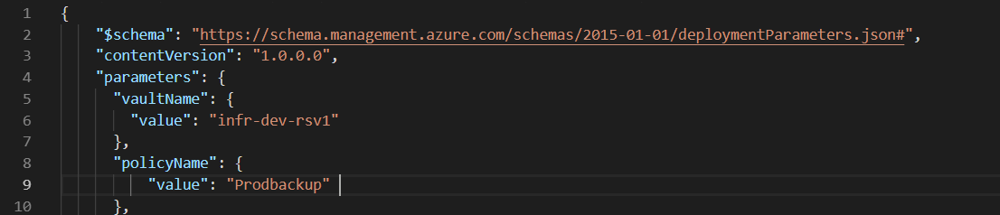 1 {
2 "$schema": "https://schema.management.azure.com/schemas/2015-01-01/deploymentParameters.json#",
3 "contentVersion": "1.0.0.0",
4 "parameters": {
5 "vaultName": {
6 "value": "infr-dev-rsv1"
7 },
8 "policyName": {
9 "value": "Prodbackup"
10 },